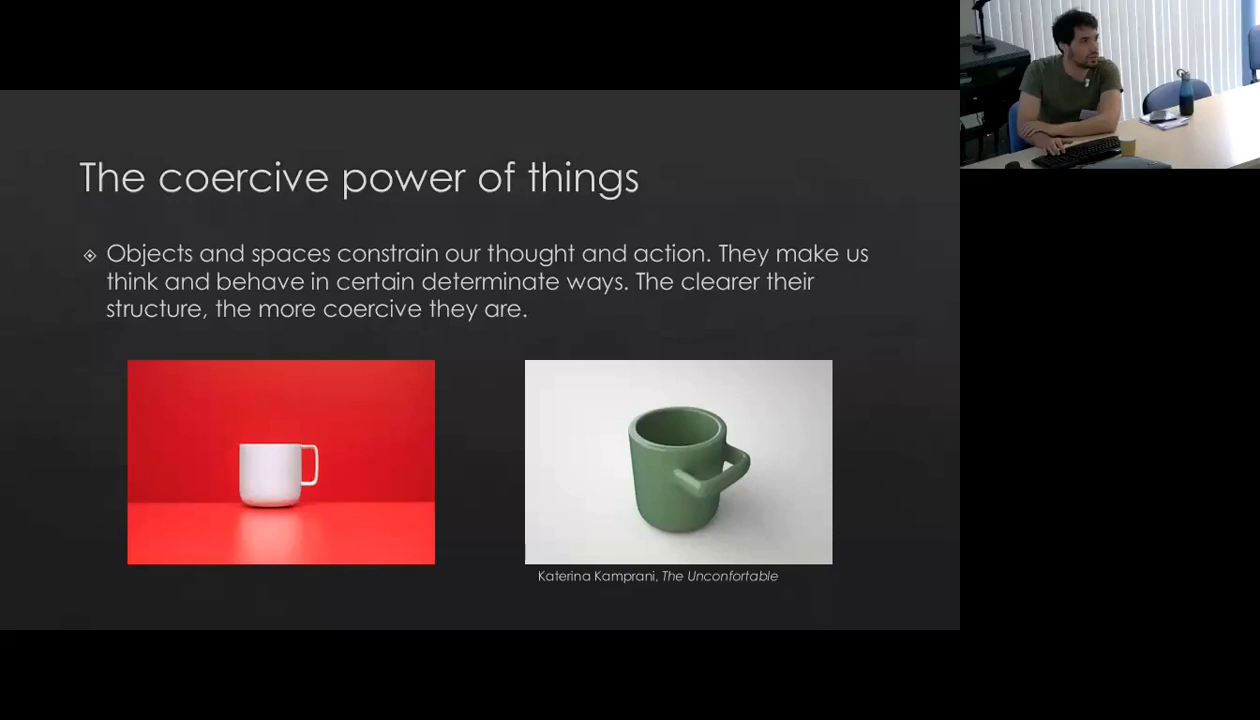 The coercive power of things
Objects and spaces constrain our thought and action. They make us
think and behave in certain determinate ways. The clearer their
structure, the more coercive they are.
Katerina Kamprani, The Unconfortable